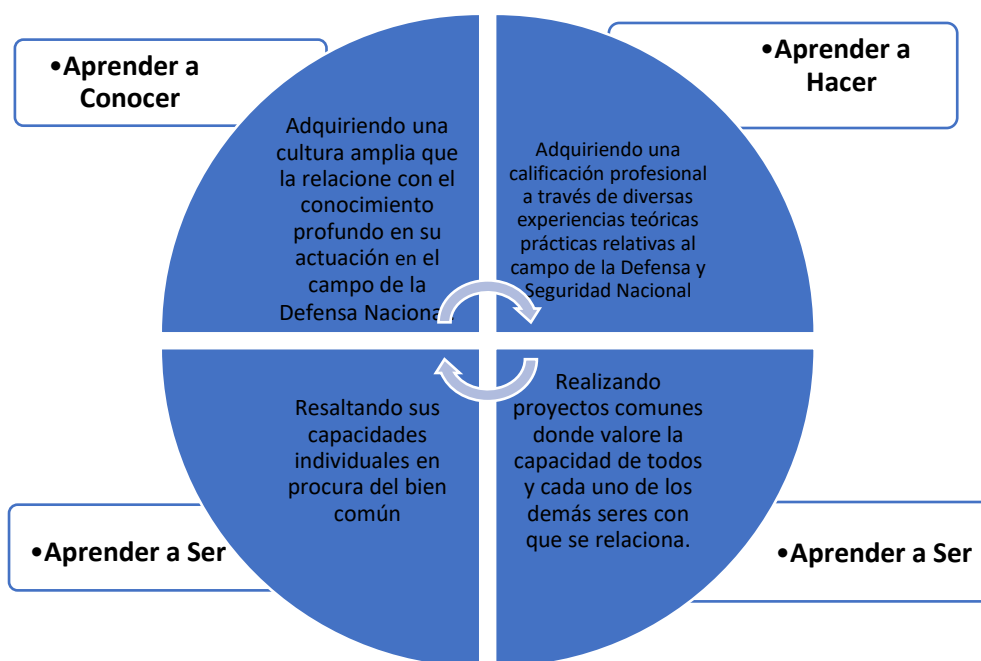 •Aprender a
Conocer
Adquiriendo una
cultura amplia que
la relacione con el
conocimiento
profundo en su
actuación en el
campo de la
Defensa Nacional.
•Aprender a
Hacer
Adquiriendo una
calificación profesional
a través de diversas
experiencias teóricas
prácticas relativas al
campo de la Defensa y
Seguridad Nacional
Resaltando sus
capacidades
individuales en
procura del bien
común
•Aprender a Ser
Realizando
proyectos comunes
donde valore la
capacidad de todos
y cada uno de los
demás seres con
que se relaciona.
•Aprender a Ser